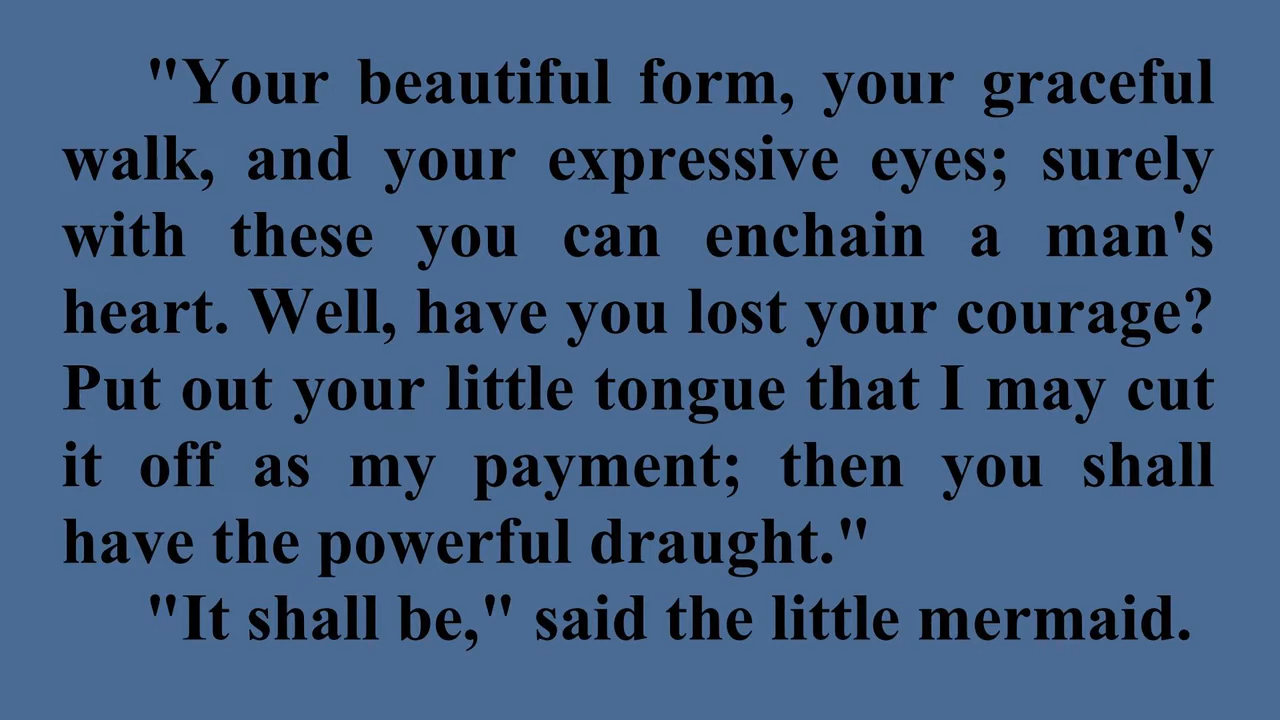 "Your beautiful form, your graceful
walk, and your expressive eyes; surely
with these you can enchain a man's
heart. Well, have you lost your courage?
Put out your little tongue that I may cut
it off as my payment; then you shall
have the powerful draught."
"It shall be," said the little mermaid.